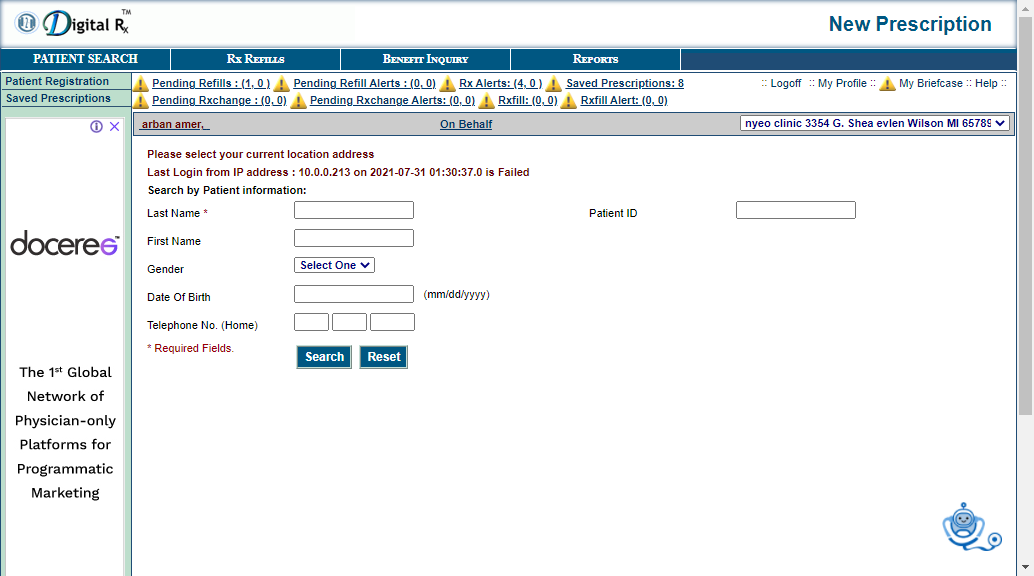 Digital Rx TM
New Prescription
PATIENT SEARCH RX REFILLS BENEFIT INQUIRY REPORTS
Patient Registration
Saved Prescriptions
Pending Refills : (1, 0 ) Pending Refill Alerts : (0, 0) Rx Alerts: (4, 0 ) Saved Prescriptions: 8 :: Logoff :: My Profile :: My Briefcase :: Help ::
Pending Rxchange : (0, 0) Pending Rxchange Alerts: (0, 0) Rxfill: (0, 0) Rxfill Alert: (0, 0)
arban amer, On Behalf nyeo clinic 3354 G. Shea evlen Wilson MI 65789
Please select your current location address
Last Login from IP address : 10.0.0.213 on 2021-07-31 01:30:37.0 is Failed
Search by Patient information:
Last Name * Patient ID
First Name
Gender Select One
Date Of Birth (mm/dd/yyyy)
Telephone No. (Home)
* Required Fields.
Search Reset
doceree™
The 1st Global
Network of
Physician-only
Platforms for
Programmatic
Marketing